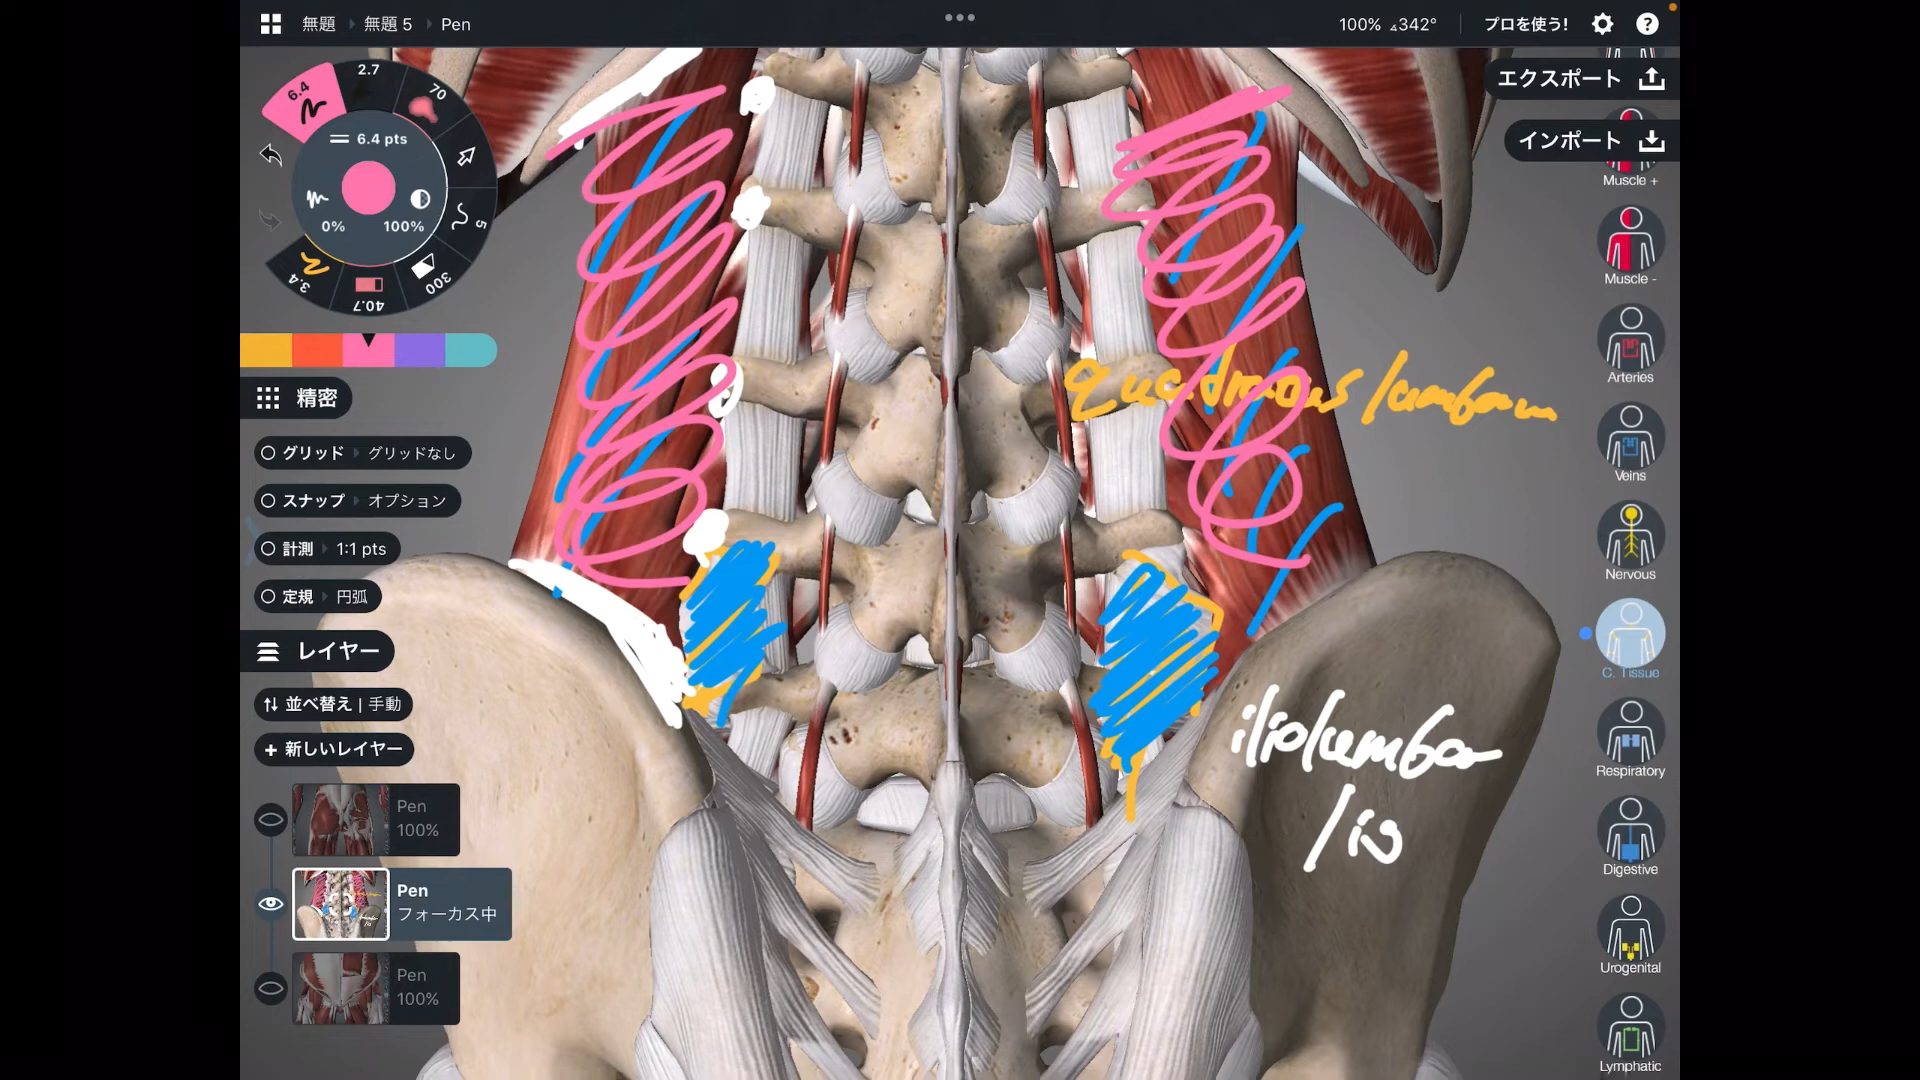 無題 無題 5 Pen
100% 342° プロを使う!
エクスポート
インポート
2.7
6.4
70
6.4 pts
0% 100%
5
300
40.7
3.4
精密
グリッド グリッドなし
スナップ オプション
計測 1:1 pts
定規 円弧
レイヤー
並べ替え | 手動
+ 新しいレイヤー
Pen
100%
Pen
フォーカス中
Pen
100%
lumborum
iliolumbar
lis
Muscle +
Muscle -
Arteries
Veins
Nervous
C. Tissue
Respiratory
Digestive
Urogenital
Lymphatic